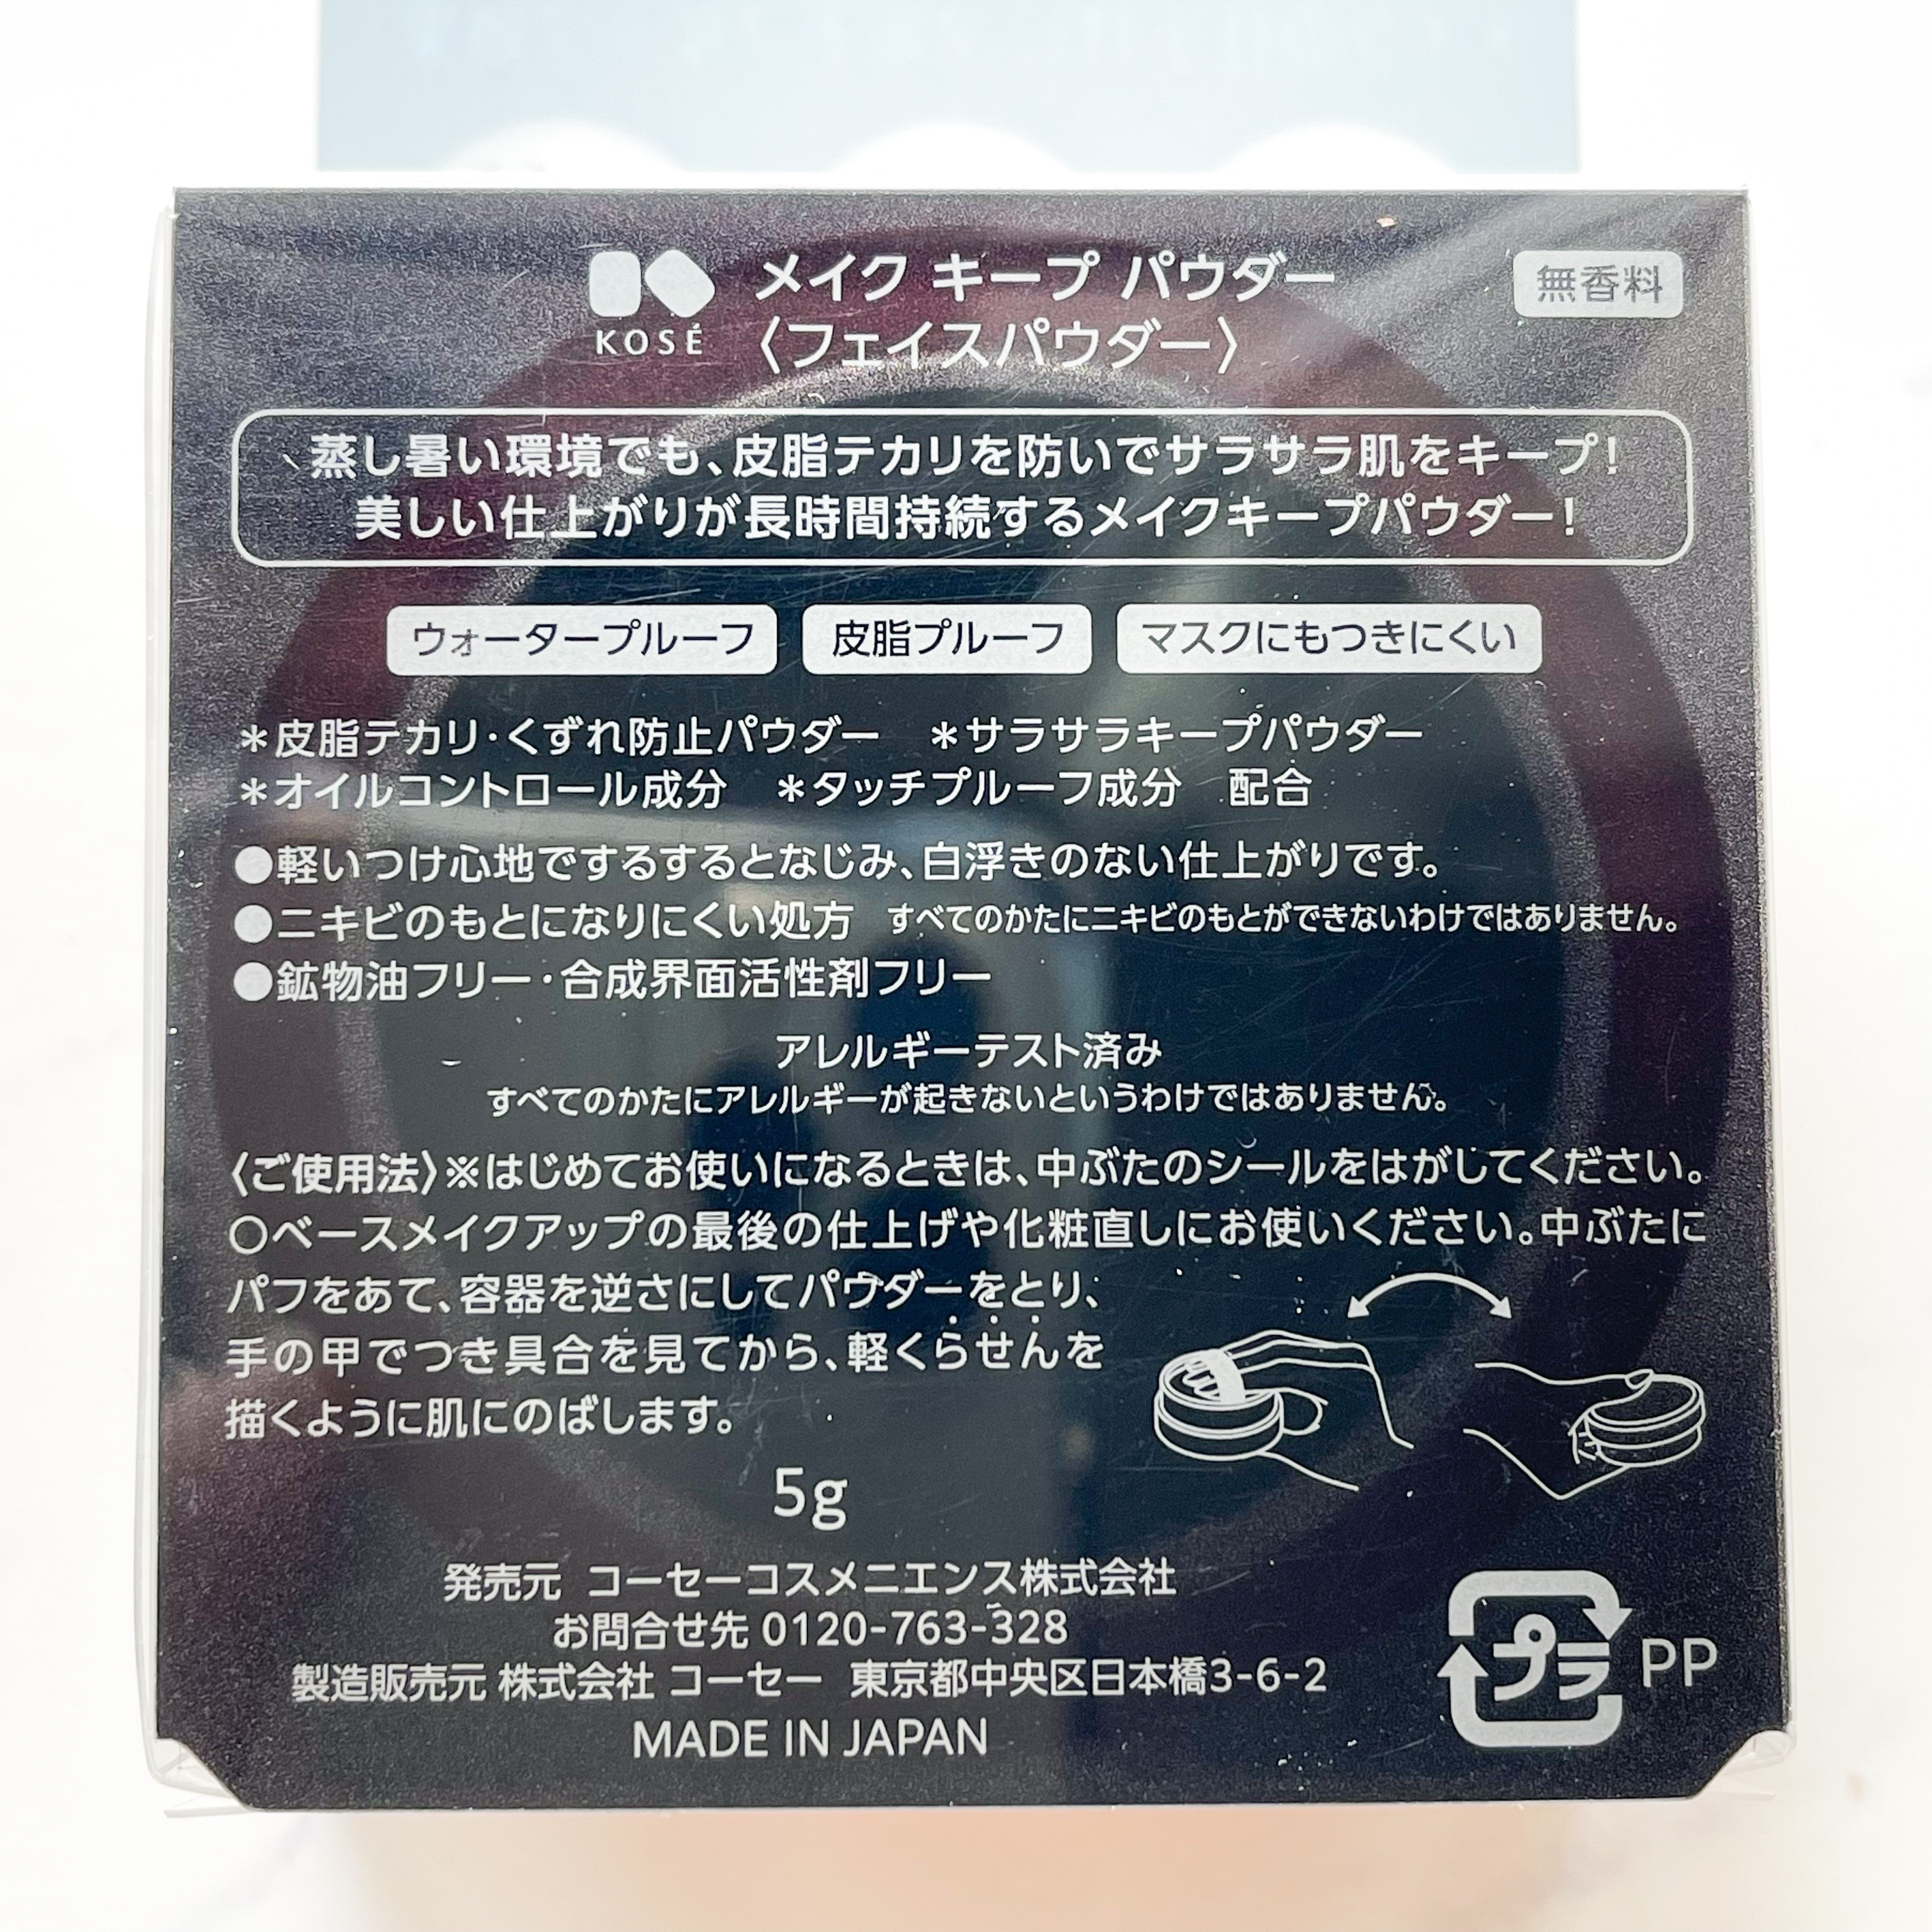 KOSÉ
メイク キープ パウダー
〈フェイスパウダー〉
無香料
蒸し暑い環境でも、皮脂テカリを防いでサラサラ肌をキープ!
美しい仕上がりが長時間持続するメイクキープパウダー!
ウォータープルーフ 皮脂プルーフ マスクにもつきにくい
*皮脂テカリ・くずれ防止パウダー *サラサラキープパウダー
*オイルコントロール成分 *タッチプルーフ成分 配合
●軽いつけ心地でするするとなじみ、白浮きのない仕上がりです。
●ニキビのもとになりにくい処方 すべてのかたにニキビのもとができないわけではありません。
●鉱物油フリー・合成界面活性剤フリー
アレルギーテスト済み
すべてのかたにアレルギーが起きないというわけではありません。
〈ご使用法〉※はじめてお使いになるときは、中ぶたのシールをはがしてください。
○ベースメイクアップの最後の仕上げや化粧直しにお使いください。中ぶたに
パフをあて、容器を逆さにしてパウダーをとり、
手の甲でつき具合を見てから、軽くらせんを
描くように肌にのばします。
5g
発売元 コーセーコスメニエンス株式会社
お問合せ先 0120-763-328
製造販売元 株式会社 コーセー 東京都中央区日本橋3-6-2
MADE IN JAPAN
プラ PP